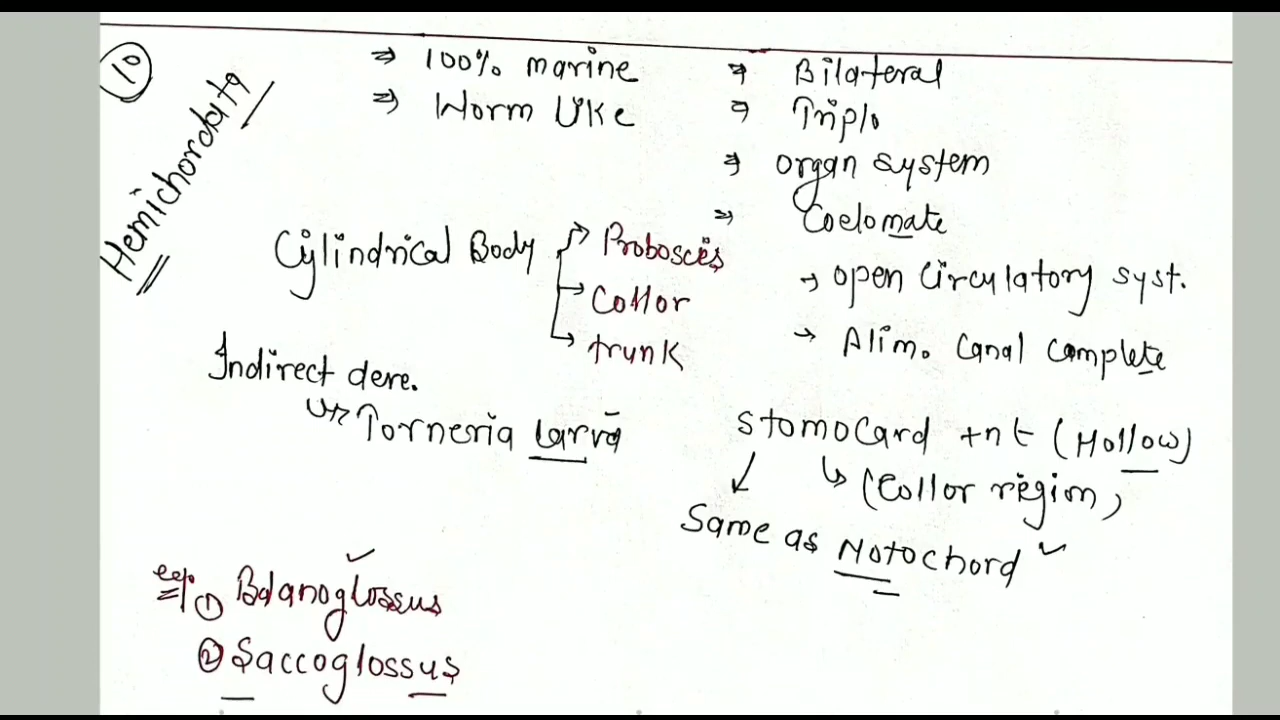 10
Hemichordata
⇒ 100% marine
⇒ Worm like
⇒ Bilateral
⇒ Triplo
⇒ organ system
⇒ Coelomate
→ open circulatory syst.
→ Alim. canal complete
Cylindrical Body → Proboscis
→ Collor
→ trunk
Indirect deve.
↳ Torneria larva
Stomocard +nt (Hollow)
↳ (Collor region)
Same as Notochord ✓
eg. ① Balanoglossus
② Saccoglossus